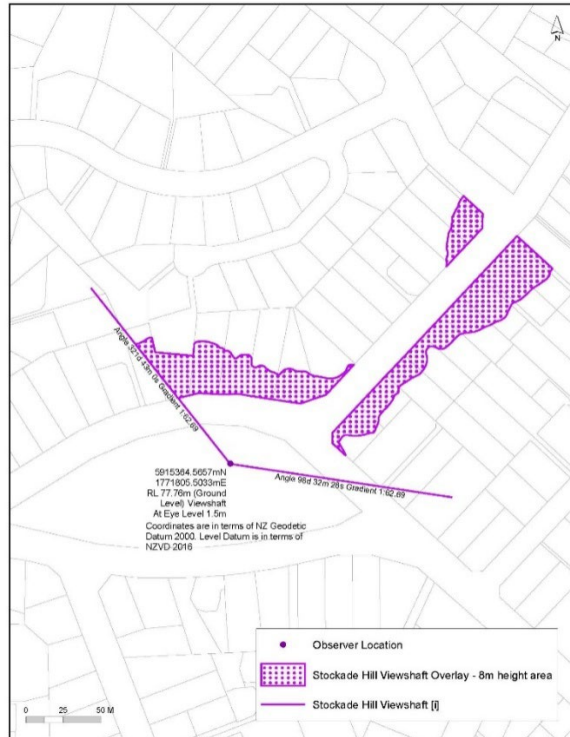 N
Angle 321d 43m 0s Gradient 1:62.69
5915384.5657mN
1771805.5033mE
RL 77.76m (Ground
Level) Viewshaft
At Eye Level 1.5m
Coordinates are in terms of NZ Geodetic
Datum 2000. Level Datum is in terms of
NZVD 2016
Angle 98d 32m 28s Gradient 1:62.69
Observer Location
Stockade Hill Viewshaft Overlay - 8m height area
Stockade Hill Viewshaft [i]
0 25 50 M